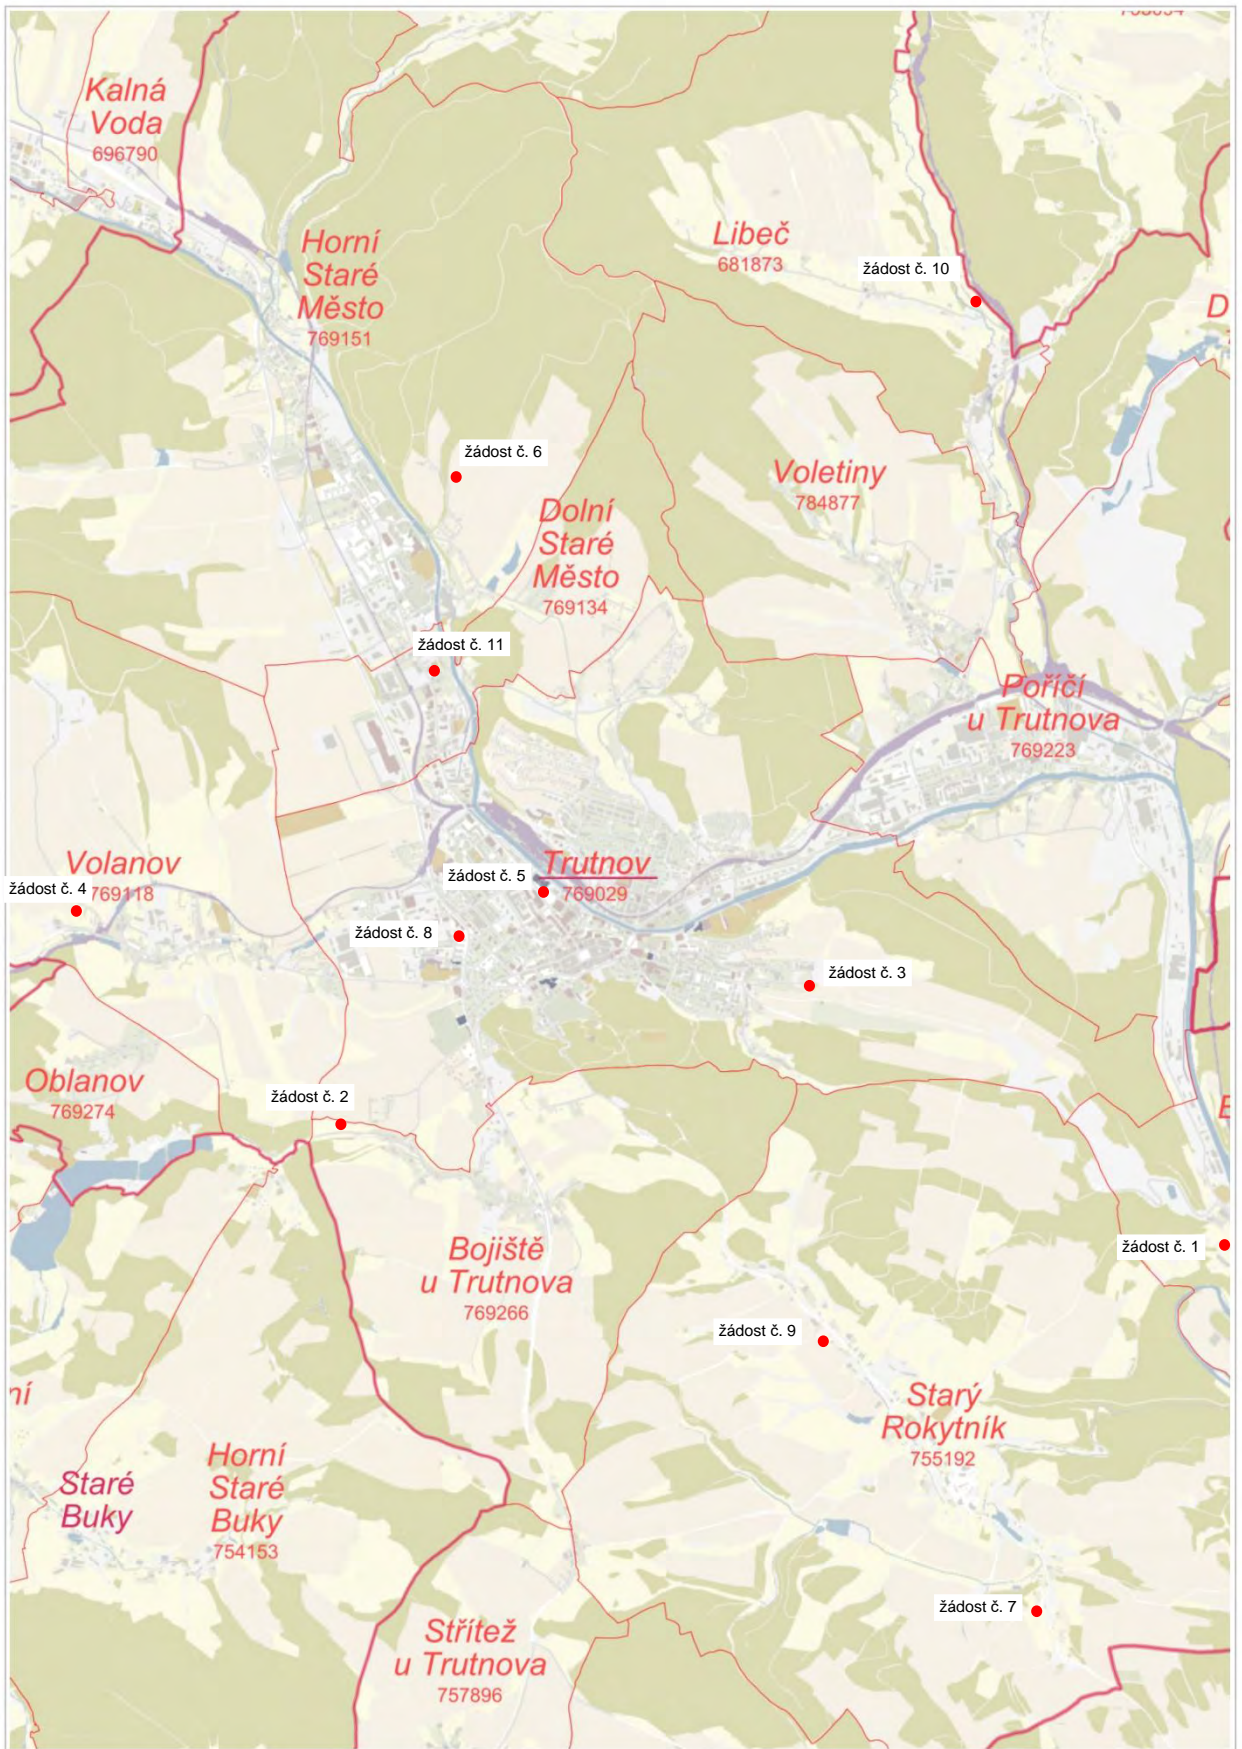 Kalná
Voda
696790
Horní
Staré
Město
769151
Libeč
681873
žádost č. 10
D
žádost č. 6
Voletiny
784877
Dolní
Staré
Město
769134
žádost č. 11
Poříčí
u Trutnova
769223
Volanov
769118
žádost č. 4
Trutnov
769029
žádost č. 5
žádost č. 8
žádost č. 3
Oblanov
769274
žádost č. 2
Bojiště
u Trutnova
769266
žádost č. 1
žádost č. 9
ní
Starý
Rokytník
755192
Staré
Buky
Horní
Staré
Buky
754153
žádost č. 7
Střítež
u Trutnova
757896